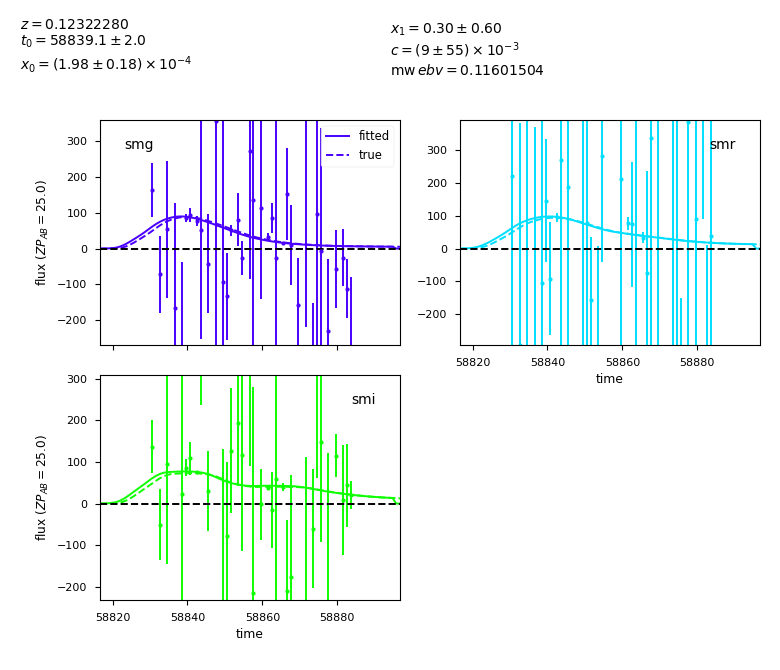 z = 0.12322280
t₀ = 58839.1 ± 2.0
x₀ = (1.98 ± 0.18) × 10⁻⁴
x₁ = 0.30 ± 0.60
c = (9 ± 55) × 10⁻³
mw ebv = 0.11601504
smg
fitted
true
300
200
100
0
−100
−200
flux (ZP_AB = 25.0)
smr
300
200
100
0
−100
−200
58820 58840 58860 58880
time
smi
300
200
100
0
−100
−200
flux (ZP_AB = 25.0)
58820 58840 58860 58880
time